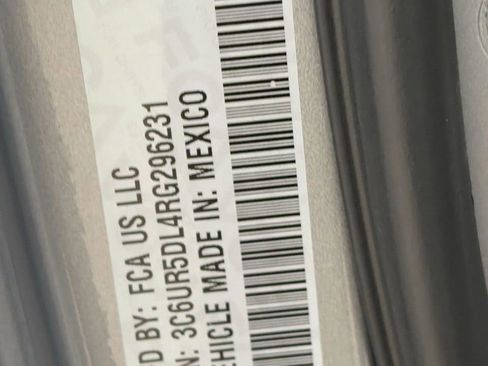 D BY: FCA US LLC
N: 3C6UR5DL4RG296231
EHICLE MADE IN: MEXICO